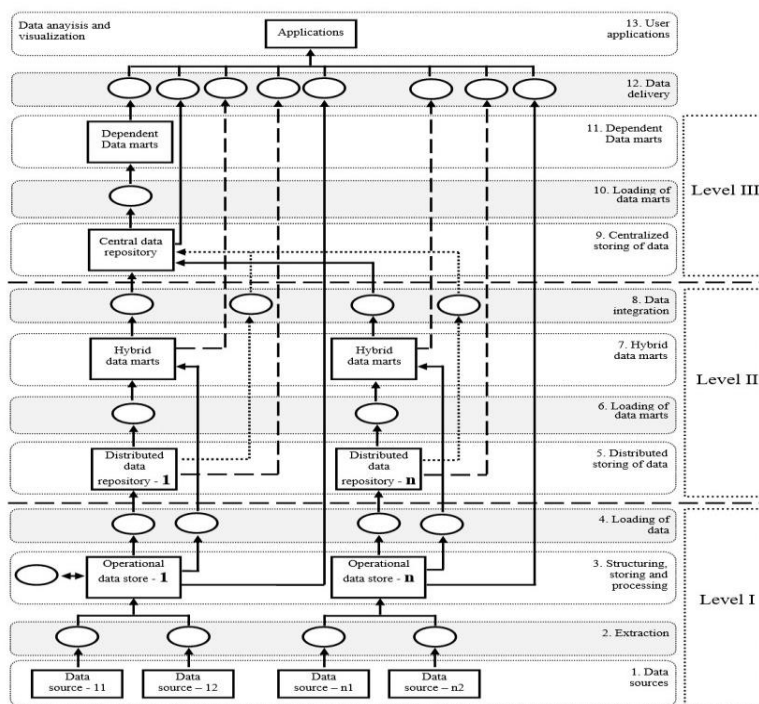 Data anayisis and
visualization
Applications
13. User
applications
12. Data
delivery
Dependent
Data marts
11. Dependent
Data marts
10. Loading of
data marts
Level III
Central data
repository
9. Centralized
storing of data
8. Data
integration
Hybrid
data marts
Hybrid
data marts
7. Hybrid
data marts
Level II
6. Loading of
data marts
Distributed data
repository - 1
Distributed data
repository - n
5. Distributed
storing of data
4. Loading of
data
Operational
data store - 1
Operational
data store - n
3. Structuring,
storing and
processing
Level I
2. Extraction
Data
source - 11
Data
source – 12
Data
source – n1
Data
source – n2
1. Data
sources